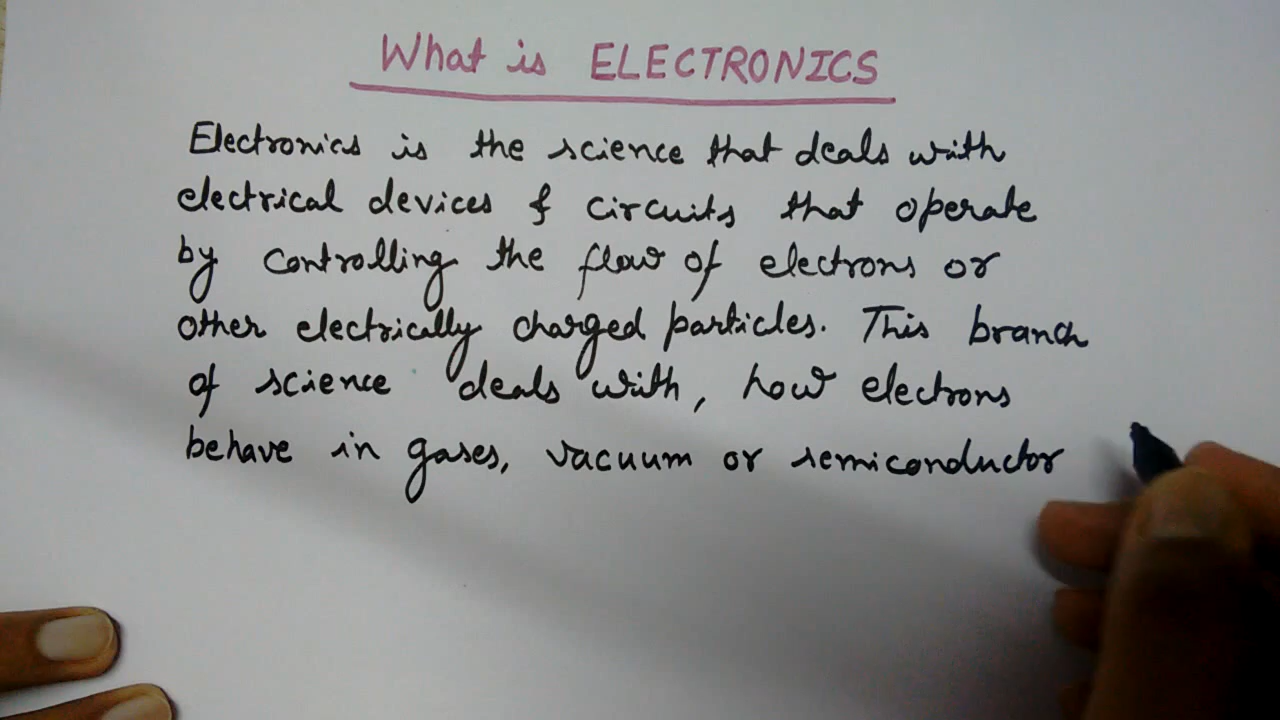 What is ELECTRONICS
Electronics is the science that deals with
electrical devices & circuits that operate
by controlling the flow of electrons or
other electrically charged particles. This branch
of science deals with, how electrons
behave in gases, vacuum or semiconductor